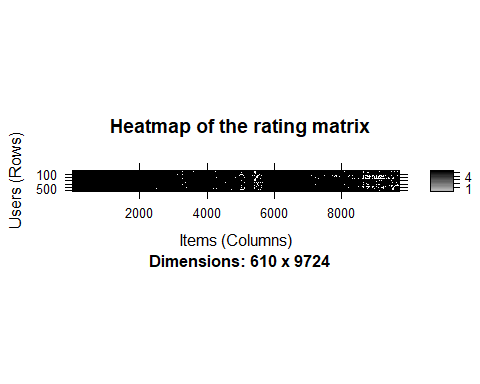 Heatmap of the rating matrix
Users (Rows)
100
500
4
1
2000 4000 6000 8000
Items (Columns)
Dimensions: 610 x 9724